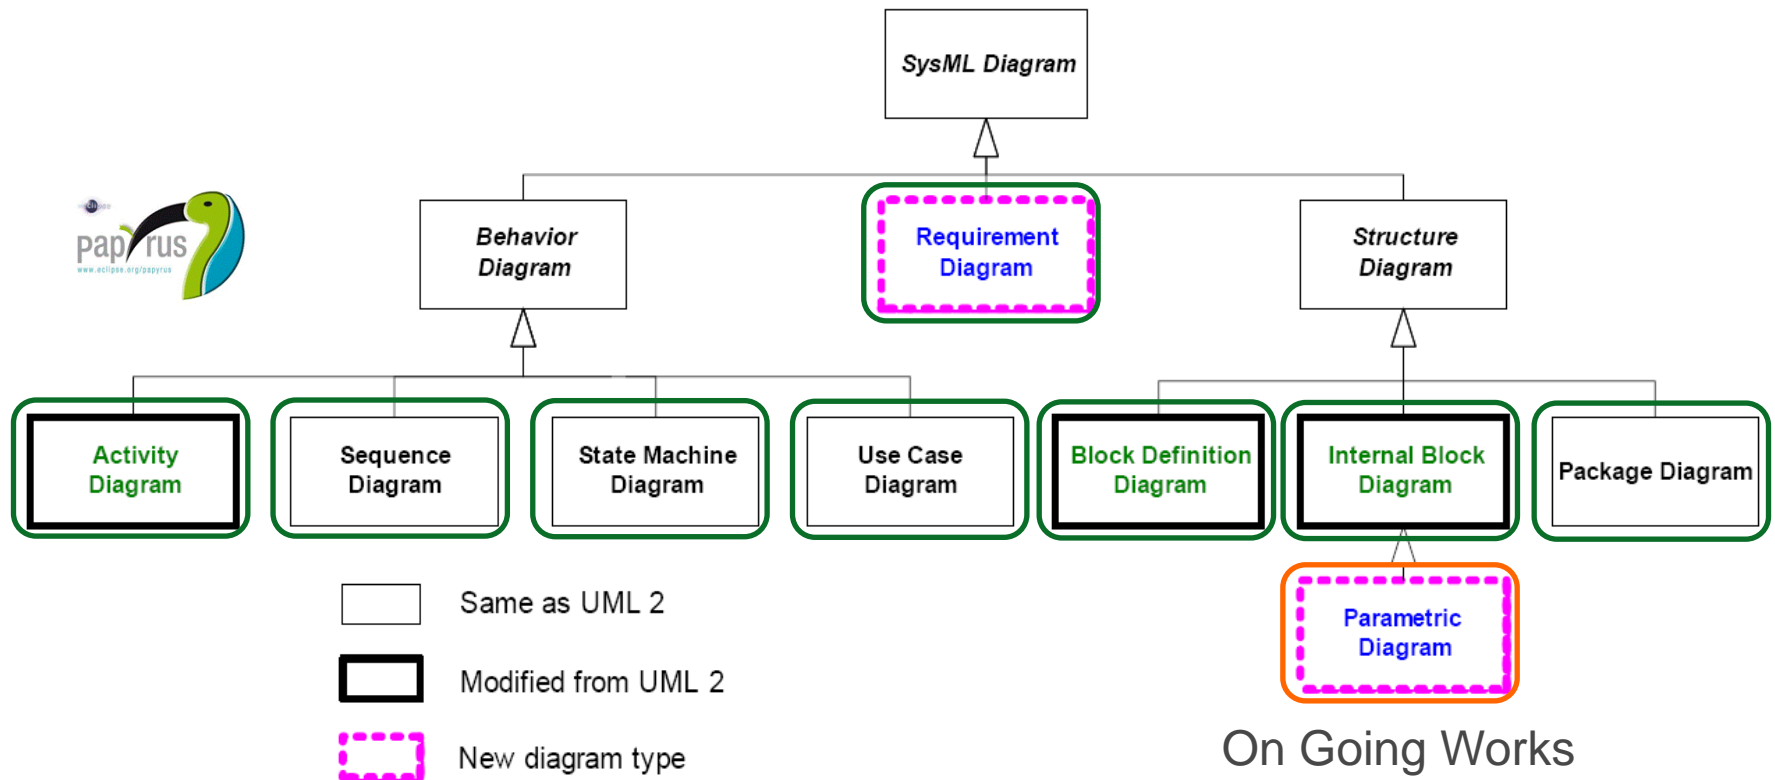 SysML Diagram
eclipse
papyrus
www.eclipse.org/papyrus
Behavior
Diagram
Requirement
Diagram
Structure
Diagram
Activity
Diagram
Sequence
Diagram
State Machine
Diagram
Use Case
Diagram
Block Definition
Diagram
Internal Block
Diagram
Package Diagram
Parametric
Diagram
Same as UML 2
Modified from UML 2
New diagram type
On Going Works